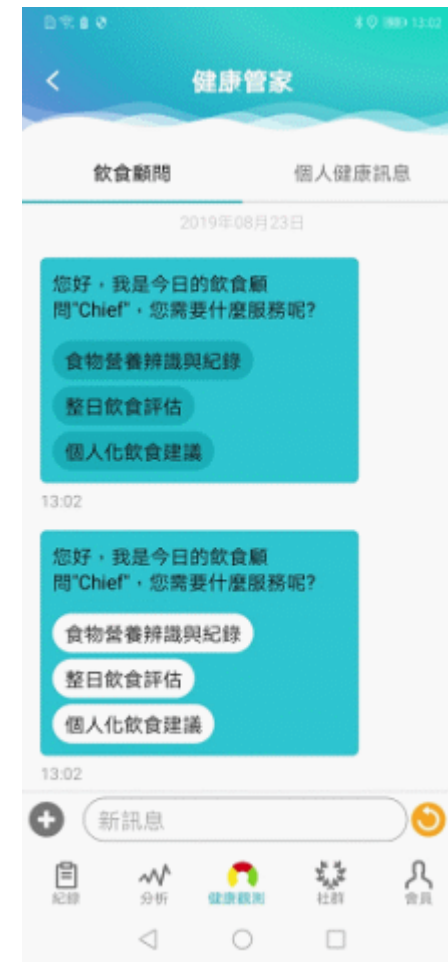 13:02
健康管家
飲食顧問
個人健康訊息
2019年08月23日
您好，我是今日的飲食顧
問"Chief"，您需要什麼服務呢?
食物營養辨識與紀錄
整日飲食評估
個人化飲食建議
13:02
您好，我是今日的飲食顧
問"Chief"，您需要什麼服務呢?
食物營養辨識與紀錄
整日飲食評估
個人化飲食建議
13:02
新訊息
紀錄
分析
健康觀測
社群
會員